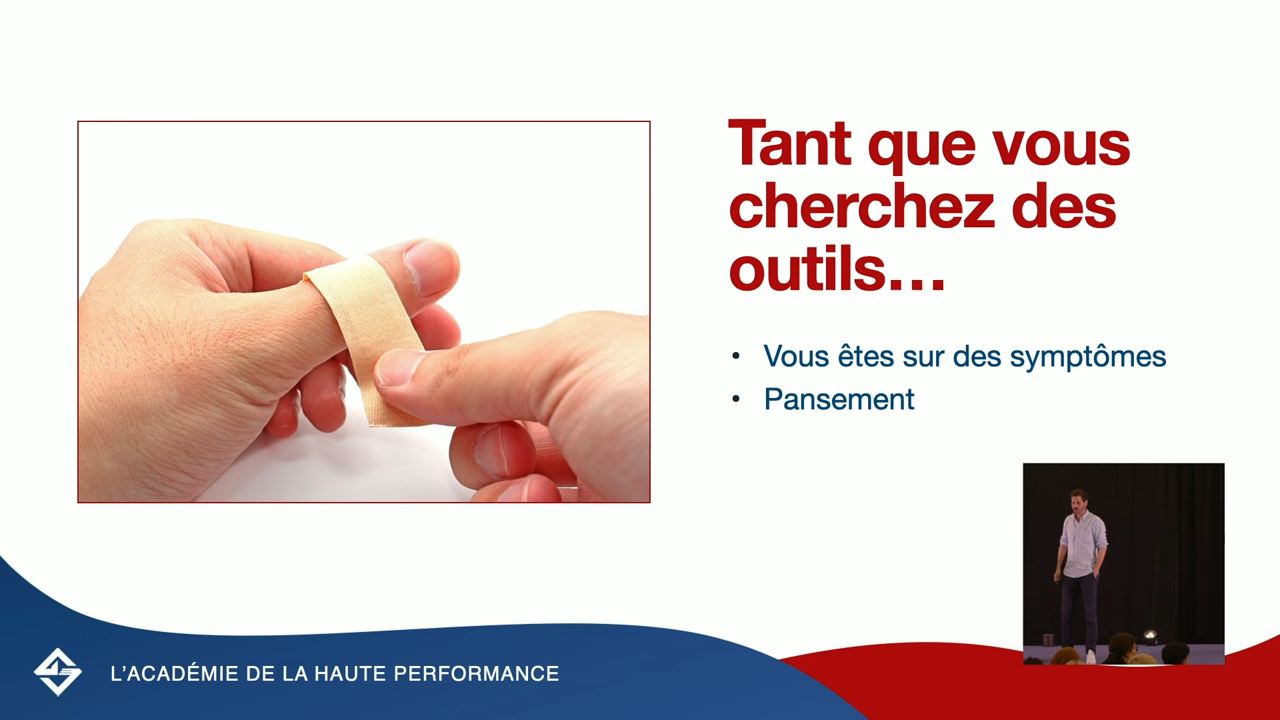 Tant que vous
cherchez des
outils…
• Vous êtes sur des symptômes
• Pansement
L'ACADÉMIE DE LA HAUTE PERFORMANCE